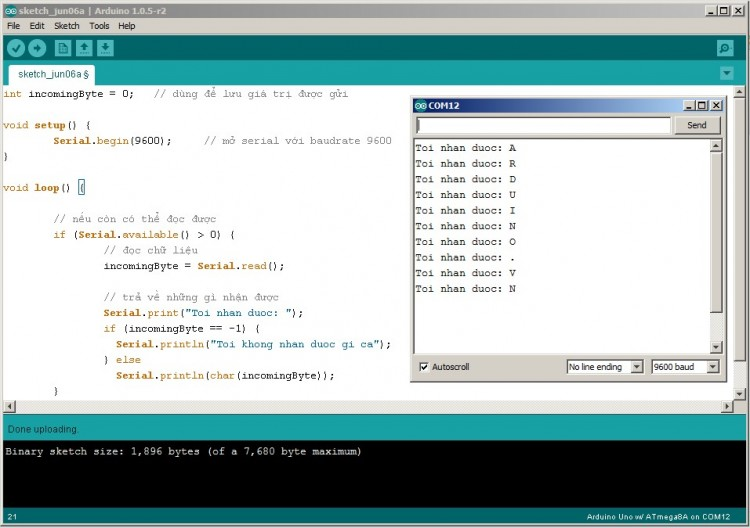 sketch_jun06a | Arduino 1.0.5-r2
File Edit Sketch Tools Help
sketch_jun06a §
int incomingByte = 0;   // dùng để lưu giá trị được gửi
void setup() {
Serial.begin(9600);     // mở serial với baudrate 9600
}
void loop() {
// nếu còn có thể đọc được
if (Serial.available() > 0) {
// đọc chữ liệu
incomingByte = Serial.read();
// trả về những gì nhận được
Serial.print("Toi nhan duoc: ");
if (incomingByte == -1) {
Serial.println("Toi khong nhan duoc gi ca");
} else
Serial.println(char(incomingByte));
}
COM12
Send
Toi nhan duoc: A
Toi nhan duoc: R
Toi nhan duoc: D
Toi nhan duoc: U
Toi nhan duoc: I
Toi nhan duoc: N
Toi nhan duoc: O
Toi nhan duoc: .
Toi nhan duoc: V
Toi nhan duoc: N
Autoscroll
No line ending
9600 baud
Done uploading.
Binary sketch size: 1,896 bytes (of a 7,680 byte maximum)
21
Arduino Uno w/ ATmega8A on COM12